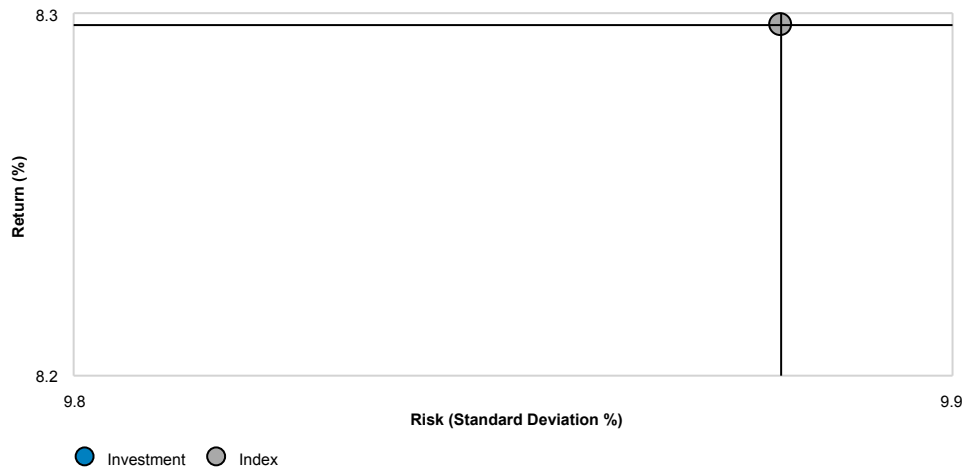 8.3
Return (%)
8.2
9.8
9.9
Risk (Standard Deviation %)
Investment
Index